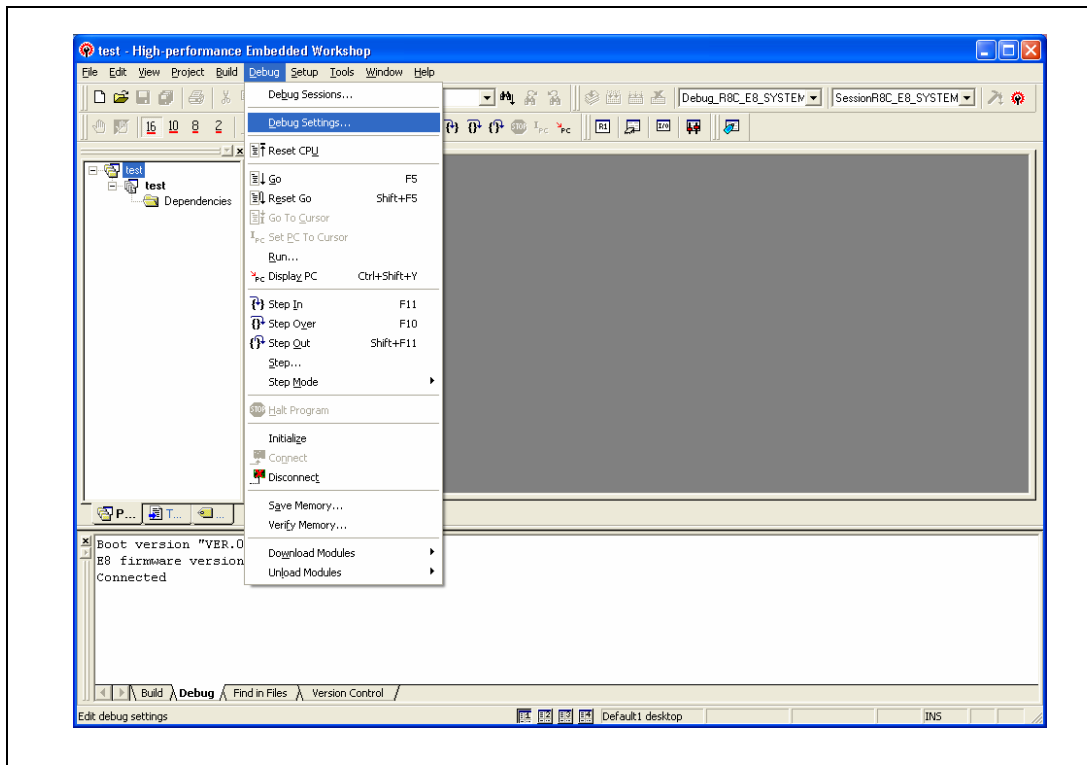 test - High-performance Embedded Workshop
File Edit View Project Build Debug Setup Tools Window Help
Debug_R8C_E8_SYSTEM SessionR8C_E8_SYSTEM
16 10 8 2
Debug Sessions...
Debug Settings...
Reset CPU
Go F5
Reset Go Shift+F5
Go To Cursor
Set PC To Cursor
Run...
Display PC Ctrl+Shift+Y
Step In F11
Step Over F10
Step Out Shift+F11
Step...
Step Mode
Halt Program
Initialize
Connect
Disconnect
Save Memory...
Verify Memory...
Download Modules
Unload Modules
test
test
Dependencies
P... T... ...
Boot version "VER.0
E8 firmware version
Connected
Build Debug Find in Files Version Control
Edit debug settings Default1 desktop INS